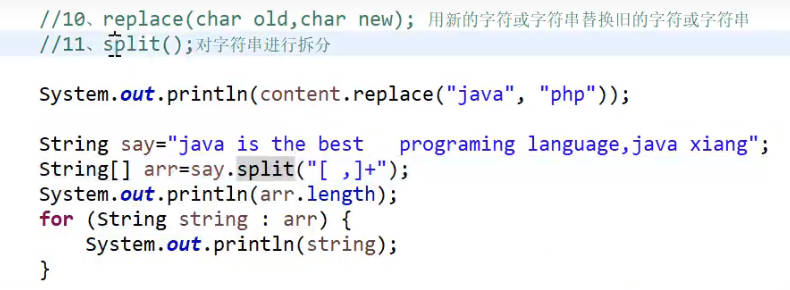 //10、replace(char old,char new); 用新的字符或字符串替换旧的字符或字符串
//11、split();对字符串进行拆分
System.out.println(content.replace("java", "php"));
String say="java is the best   programing language,java xiang";
String[] arr=say.split("[ ,]+");
System.out.println(arr.length);
for (String string : arr) {
    System.out.println(string);
}